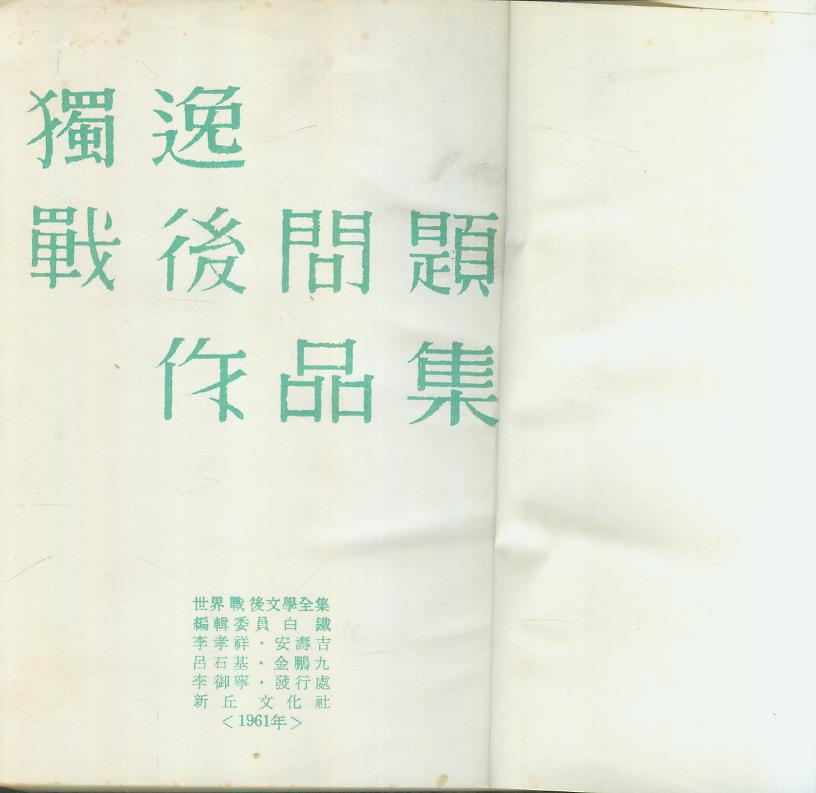 獨逸
戰後問題
作品集
世界戰後文學全集
編輯委員 白鐵
李孝祥・安壽吉
呂石基・金鵬九
李御寧・發行處
新丘文化社
<1961年>